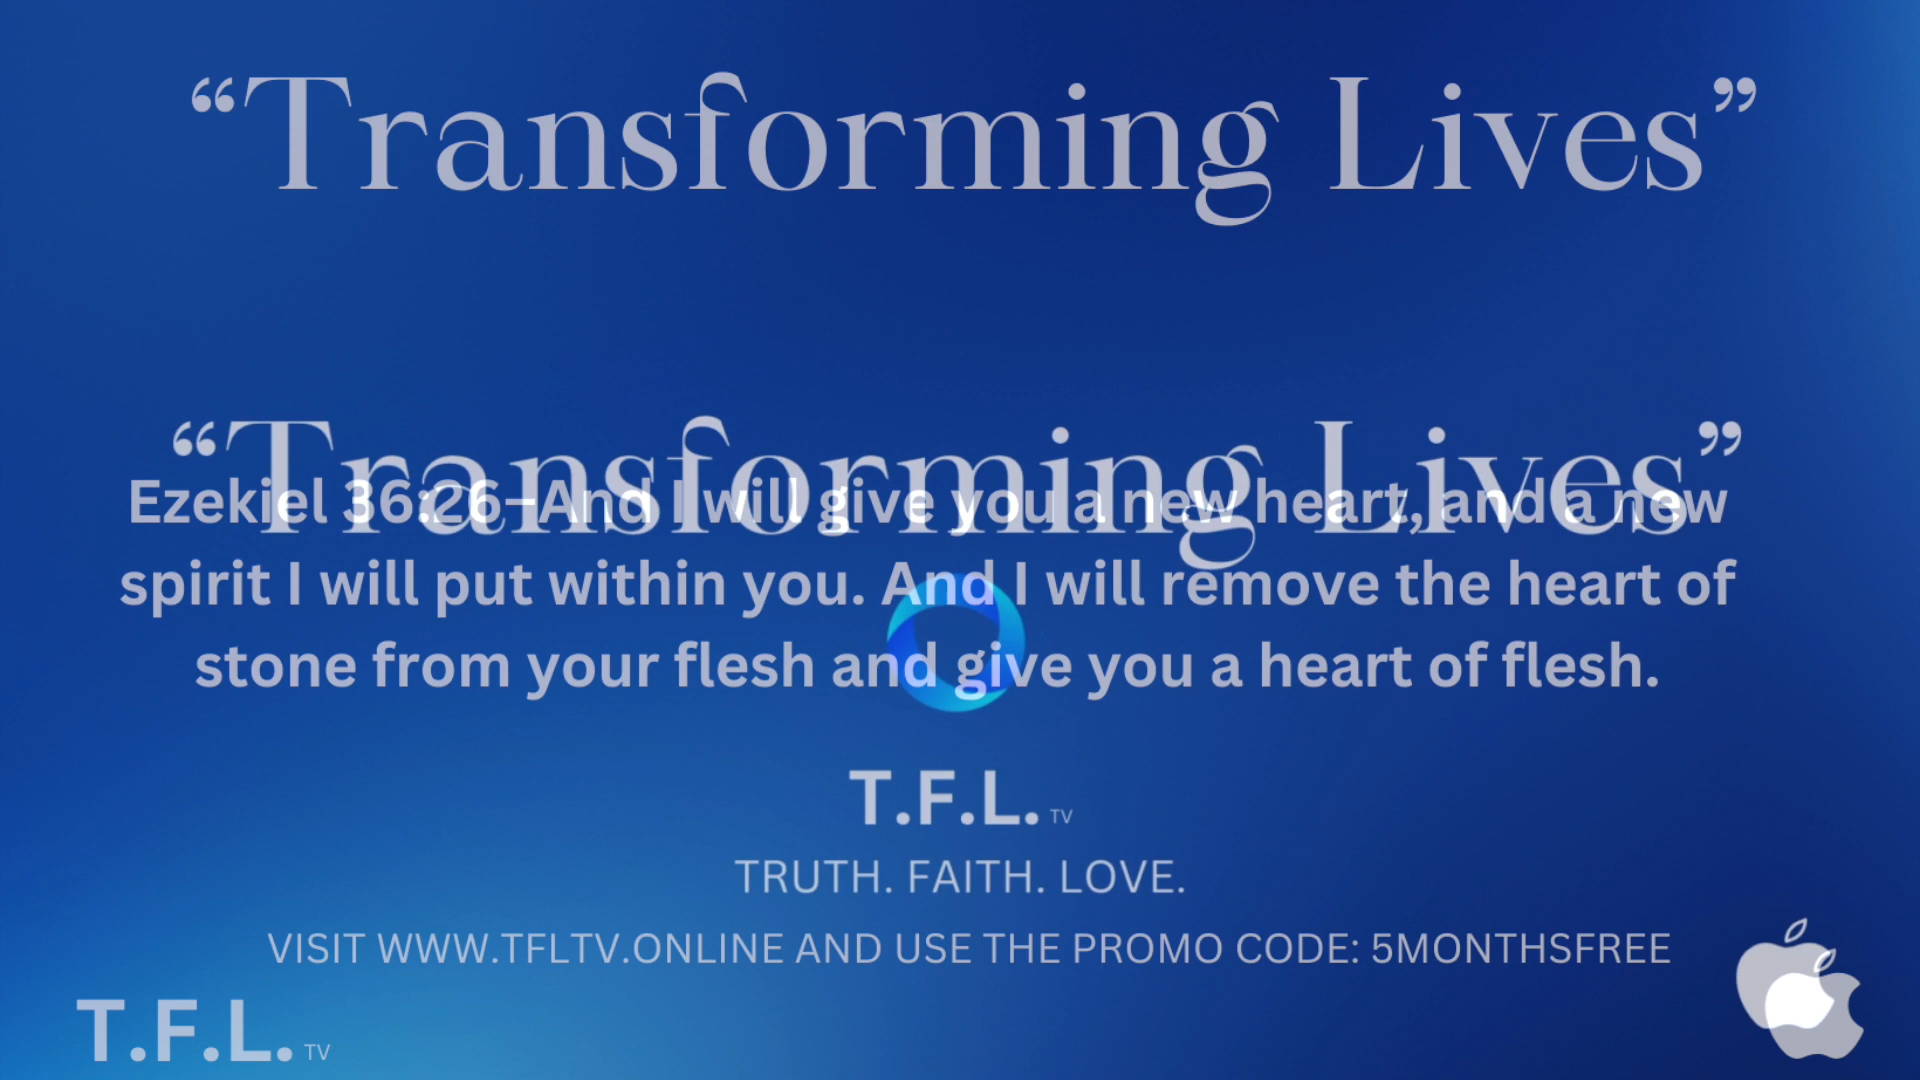 “Transforming Lives”
“Transforming Lives”
Ezekiel 36:26–And I will give you a new heart, and a new
spirit I will put within you. And I will remove the heart of
stone from your flesh and give you a heart of flesh.
T.F.L. TV
TRUTH. FAITH. LOVE.
VISIT WWW.TFLTV.ONLINE AND USE THE PROMO CODE: 5MONTHSFREE
T.F.L. TV